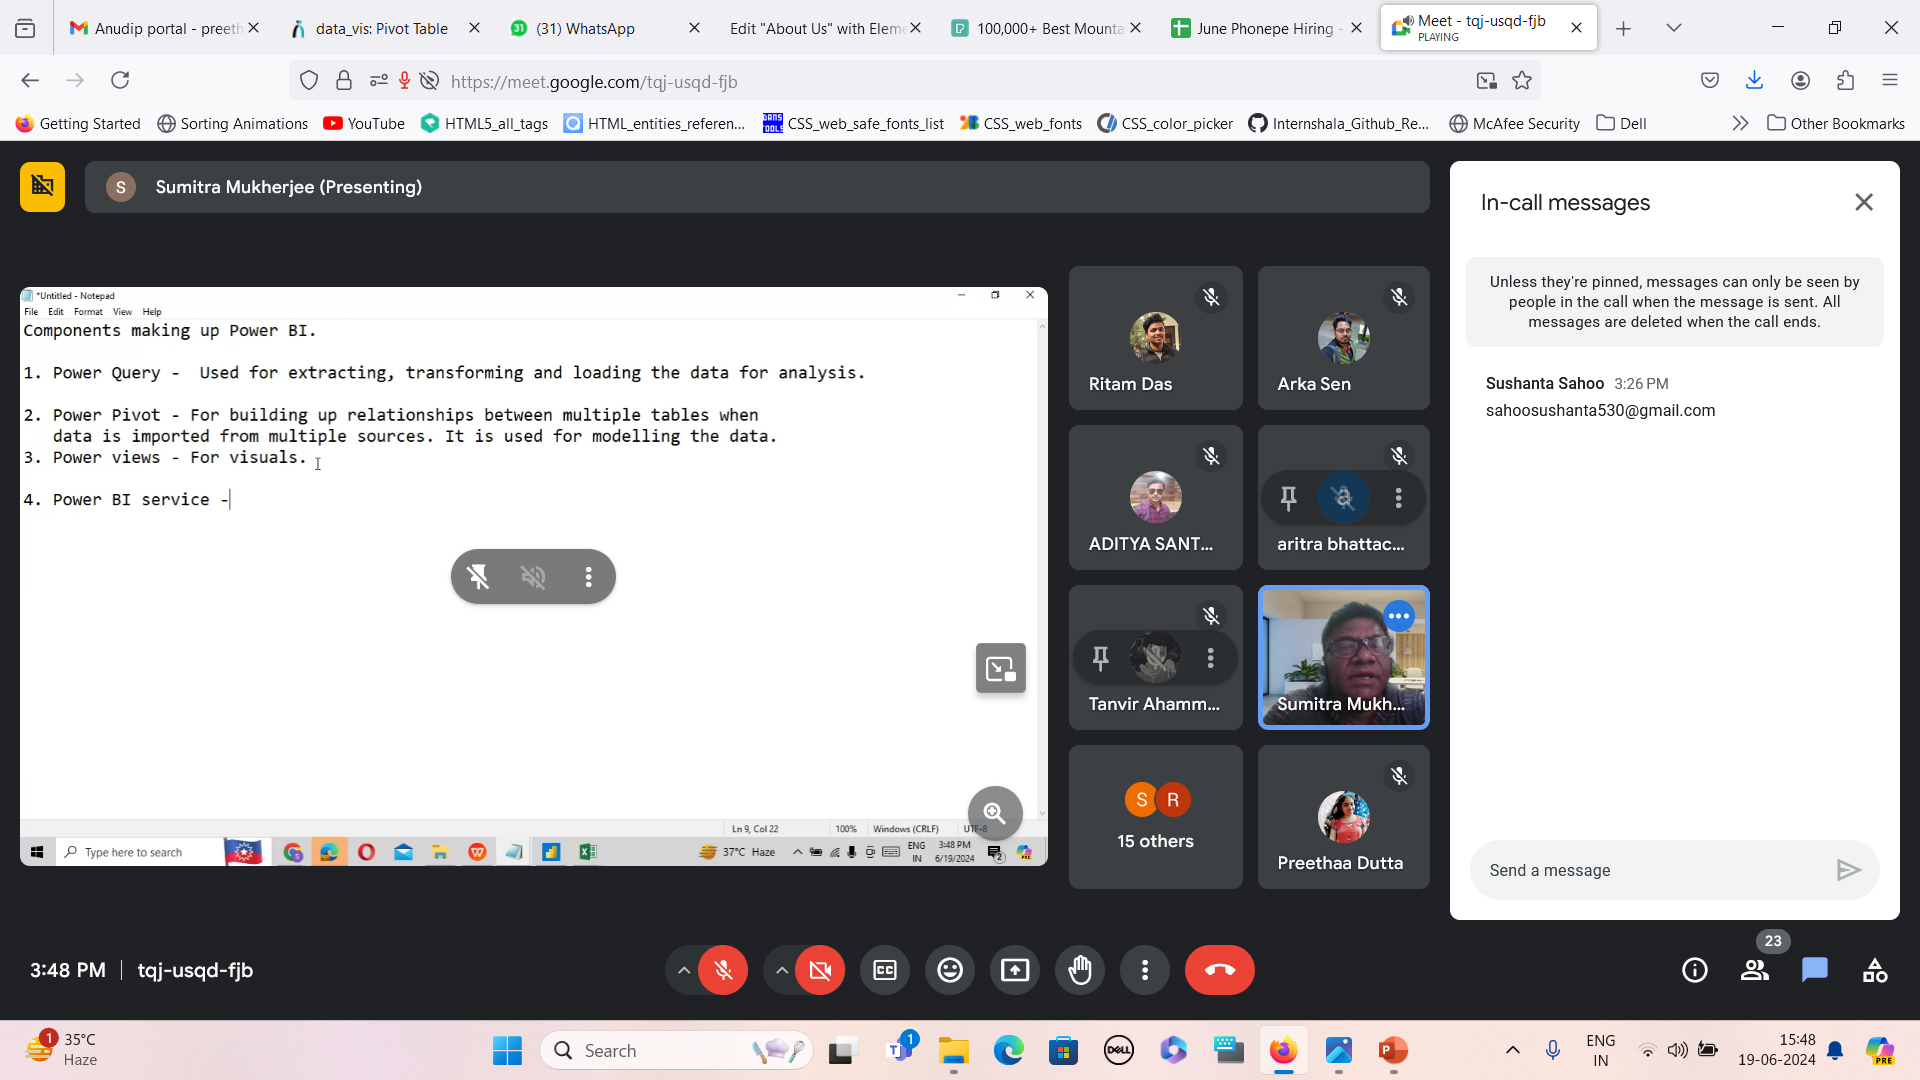 Anudip portal - preeth
data_vis: Pivot Table
(31) WhatsApp
Edit "About Us" with Eleme
100,000+ Best Mounta
June Phonepe Hiring -
Meet - tqj-usqd-fjb
PLAYING
https://meet.google.com/tqj-usqd-fjb
Getting Started
Sorting Animations
YouTube
HTML5_all_tags
HTML_entities_referen...
CSS_web_safe_fonts_list
CSS_web_fonts
CSS_color_picker
Internshala_Github_Re...
McAfee Security
Dell
Other Bookmarks
S
Sumitra Mukherjee (Presenting)
*Untitled - Notepad
File Edit Format View Help
Components making up Power BI.
1. Power Query - Used for extracting, transforming and loading the data for analysis.
2. Power Pivot - For building up relationships between multiple tables when
data is imported from multiple sources. It is used for modelling the data.
3. Power views - For visuals.
4. Power BI service -
Ln 9, Col 22
100%
Windows (CRLF)
UTF-8
Type here to search
37°C Haze
ENG
IN
3:48 PM
6/19/2024
2
Ritam Das
Arka Sen
ADITYA SANT...
a
aritra bhattac...
Tanvir Ahamm...
Sumitra Mukh...
S R
15 others
Preethaa Dutta
In-call messages
Unless they're pinned, messages can only be seen by
people in the call when the message is sent. All
messages are deleted when the call ends.
Sushanta Sahoo 3:26 PM
sahoosushanta530@gmail.com
Send a message
3:48 PM
tqj-usqd-fjb
23
1
35°C
Haze
Search
1
DELL
ENG
IN
15:48
19-06-2024
PRE